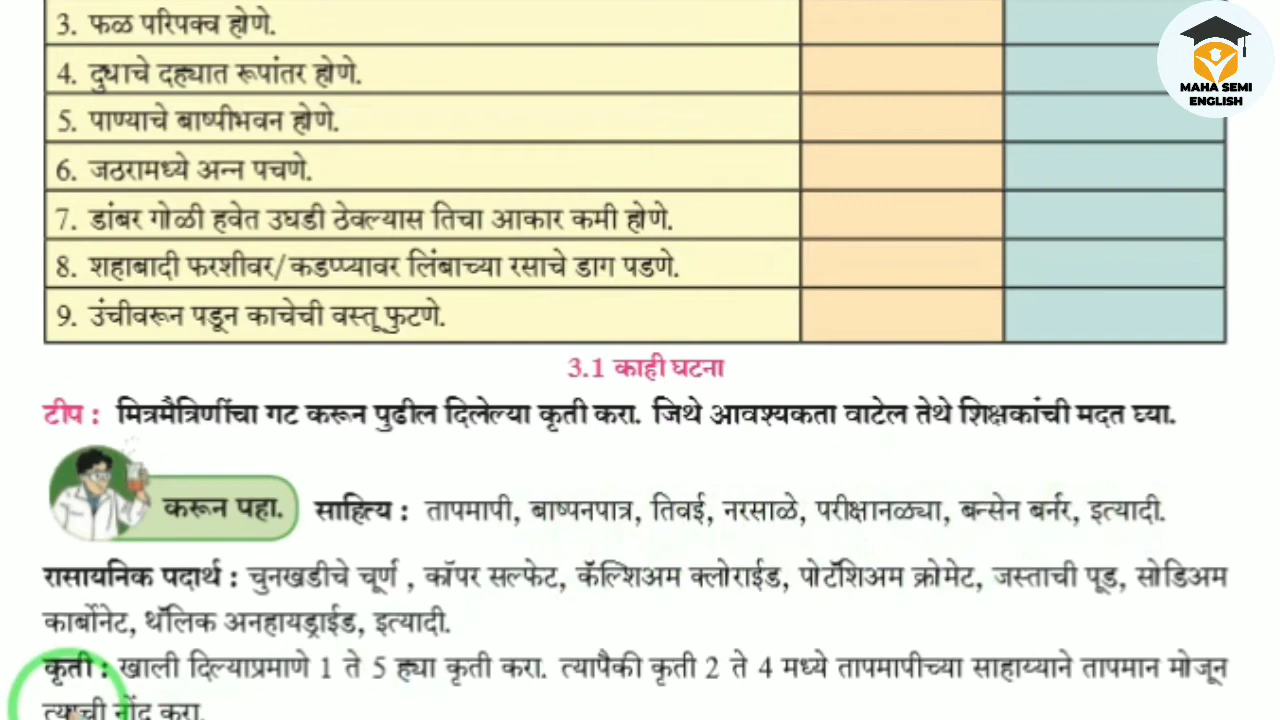 3. फळ परिपक्व होणे.
4. दुधाचे दह्यात रूपांतर होणे.
5. पाण्याचे बाष्पीभवन होणे.
6. जठरामध्ये अन्न पचणे.
7. डांबर गोळी हवेत उघडी ठेवल्यास तिचा आकार कमी होणे.
8. शहाबादी फरशीवर/कडप्प्यावर लिंबाच्या रसाचे डाग पडणे.
9. उंचीवरून पडून काचेची वस्तू फुटणे.
MAHA SEMI
ENGLISH
3.1 काही घटना
टीप : मित्रमैत्रिणींचा गट करून पुढील दिलेल्या कृती करा. जिथे आवश्यकता वाटेल तेथे शिक्षकांची मदत घ्या.
करून पहा. साहित्य : तापमापी, बाष्पनपात्र, तिवई, नरसाळे, परीक्षानळ्या, बन्सेन बर्नर, इत्यादी.
रासायनिक पदार्थ : चुनखडीचे चूर्ण , कॉपर सल्फेट, कॅल्शिअम क्लोराईड, पोटॅशिअम क्रोमेट, जस्ताची पूड, सोडिअम
कार्बोनेट, थॅलिक अनहायड्राईड, इत्यादी.
कृती : खाली दिल्याप्रमाणे 1 ते 5 ह्या कृती करा. त्यापैकी कृती 2 ते 4 मध्ये तापमापीच्या साहाय्याने तापमान मोजून
त्याची नोंद करा.